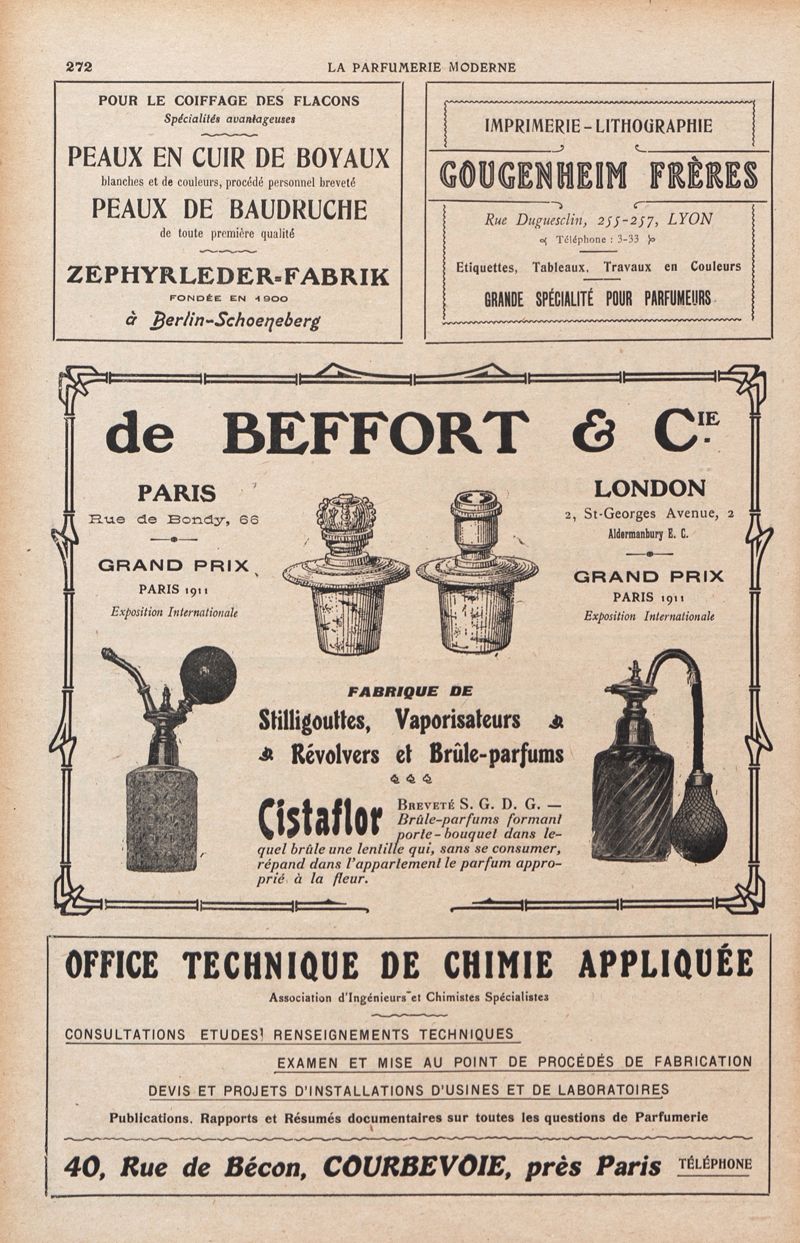 272
LA PARFUMERIE MODERNE
POUR LE COIFFAGE DES FLACONS
Spécialités avantageuses
PEAUX EN CUIR DE BOYAUX
blanches et de couleurs, procédé personnel breveté
PEAUX DE BAUDRUCHE
de toute première qualité
ZEPHYRLEDER-FABRIK
FONDÉE EN 1900
à Berlin-Schoeneberg
IMPRIMERIE-LITHOGRAPHIE
GOUGENHEIM FRÈRES
Rue Duguesclin, 255-257, LYON
Téléphone : 3-33
Etiquettes, Tableaux. Travaux en Couleurs
GRANDE SPÉCIALITÉ POUR PARFUMEURS
de BEFFORT & CIE.
PARIS
Rue de Bondy, 66
GRAND PRIX
PARIS 1911
Exposition Internationale
LONDON
2, St-Georges Avenue, 2
Aldermanbury E. C.
GRAND PRIX
PARIS 1911
Exposition Internationale
FABRIQUE DE
Stilligouttes, Vaporisateurs
Révolvers et Brûle-parfums
Cistaflor BREVETÉ S. G. D. G. —
Brûle-parfums formant
porte-bouquet dans le-
quel brûle une lentille qui, sans se consumer,
répand dans l'appartement le parfum appro-
prié à la fleur.
OFFICE TECHNIQUE DE CHIMIE APPLIQUÉE
Association d'Ingénieurs et Chimistes Spécialistes
CONSULTATIONS ETUDES RENSEIGNEMENTS TECHNIQUES
EXAMEN ET MISE AU POINT DE PROCÉDÉS DE FABRICATION
DEVIS ET PROJETS D'INSTALLATIONS D'USINES ET DE LABORATOIRES
Publications. Rapports et Résumés documentaires sur toutes les questions de Parfumerie
40, Rue de Bécon, COURBEVOIE, près Paris TÉLÉPHONE